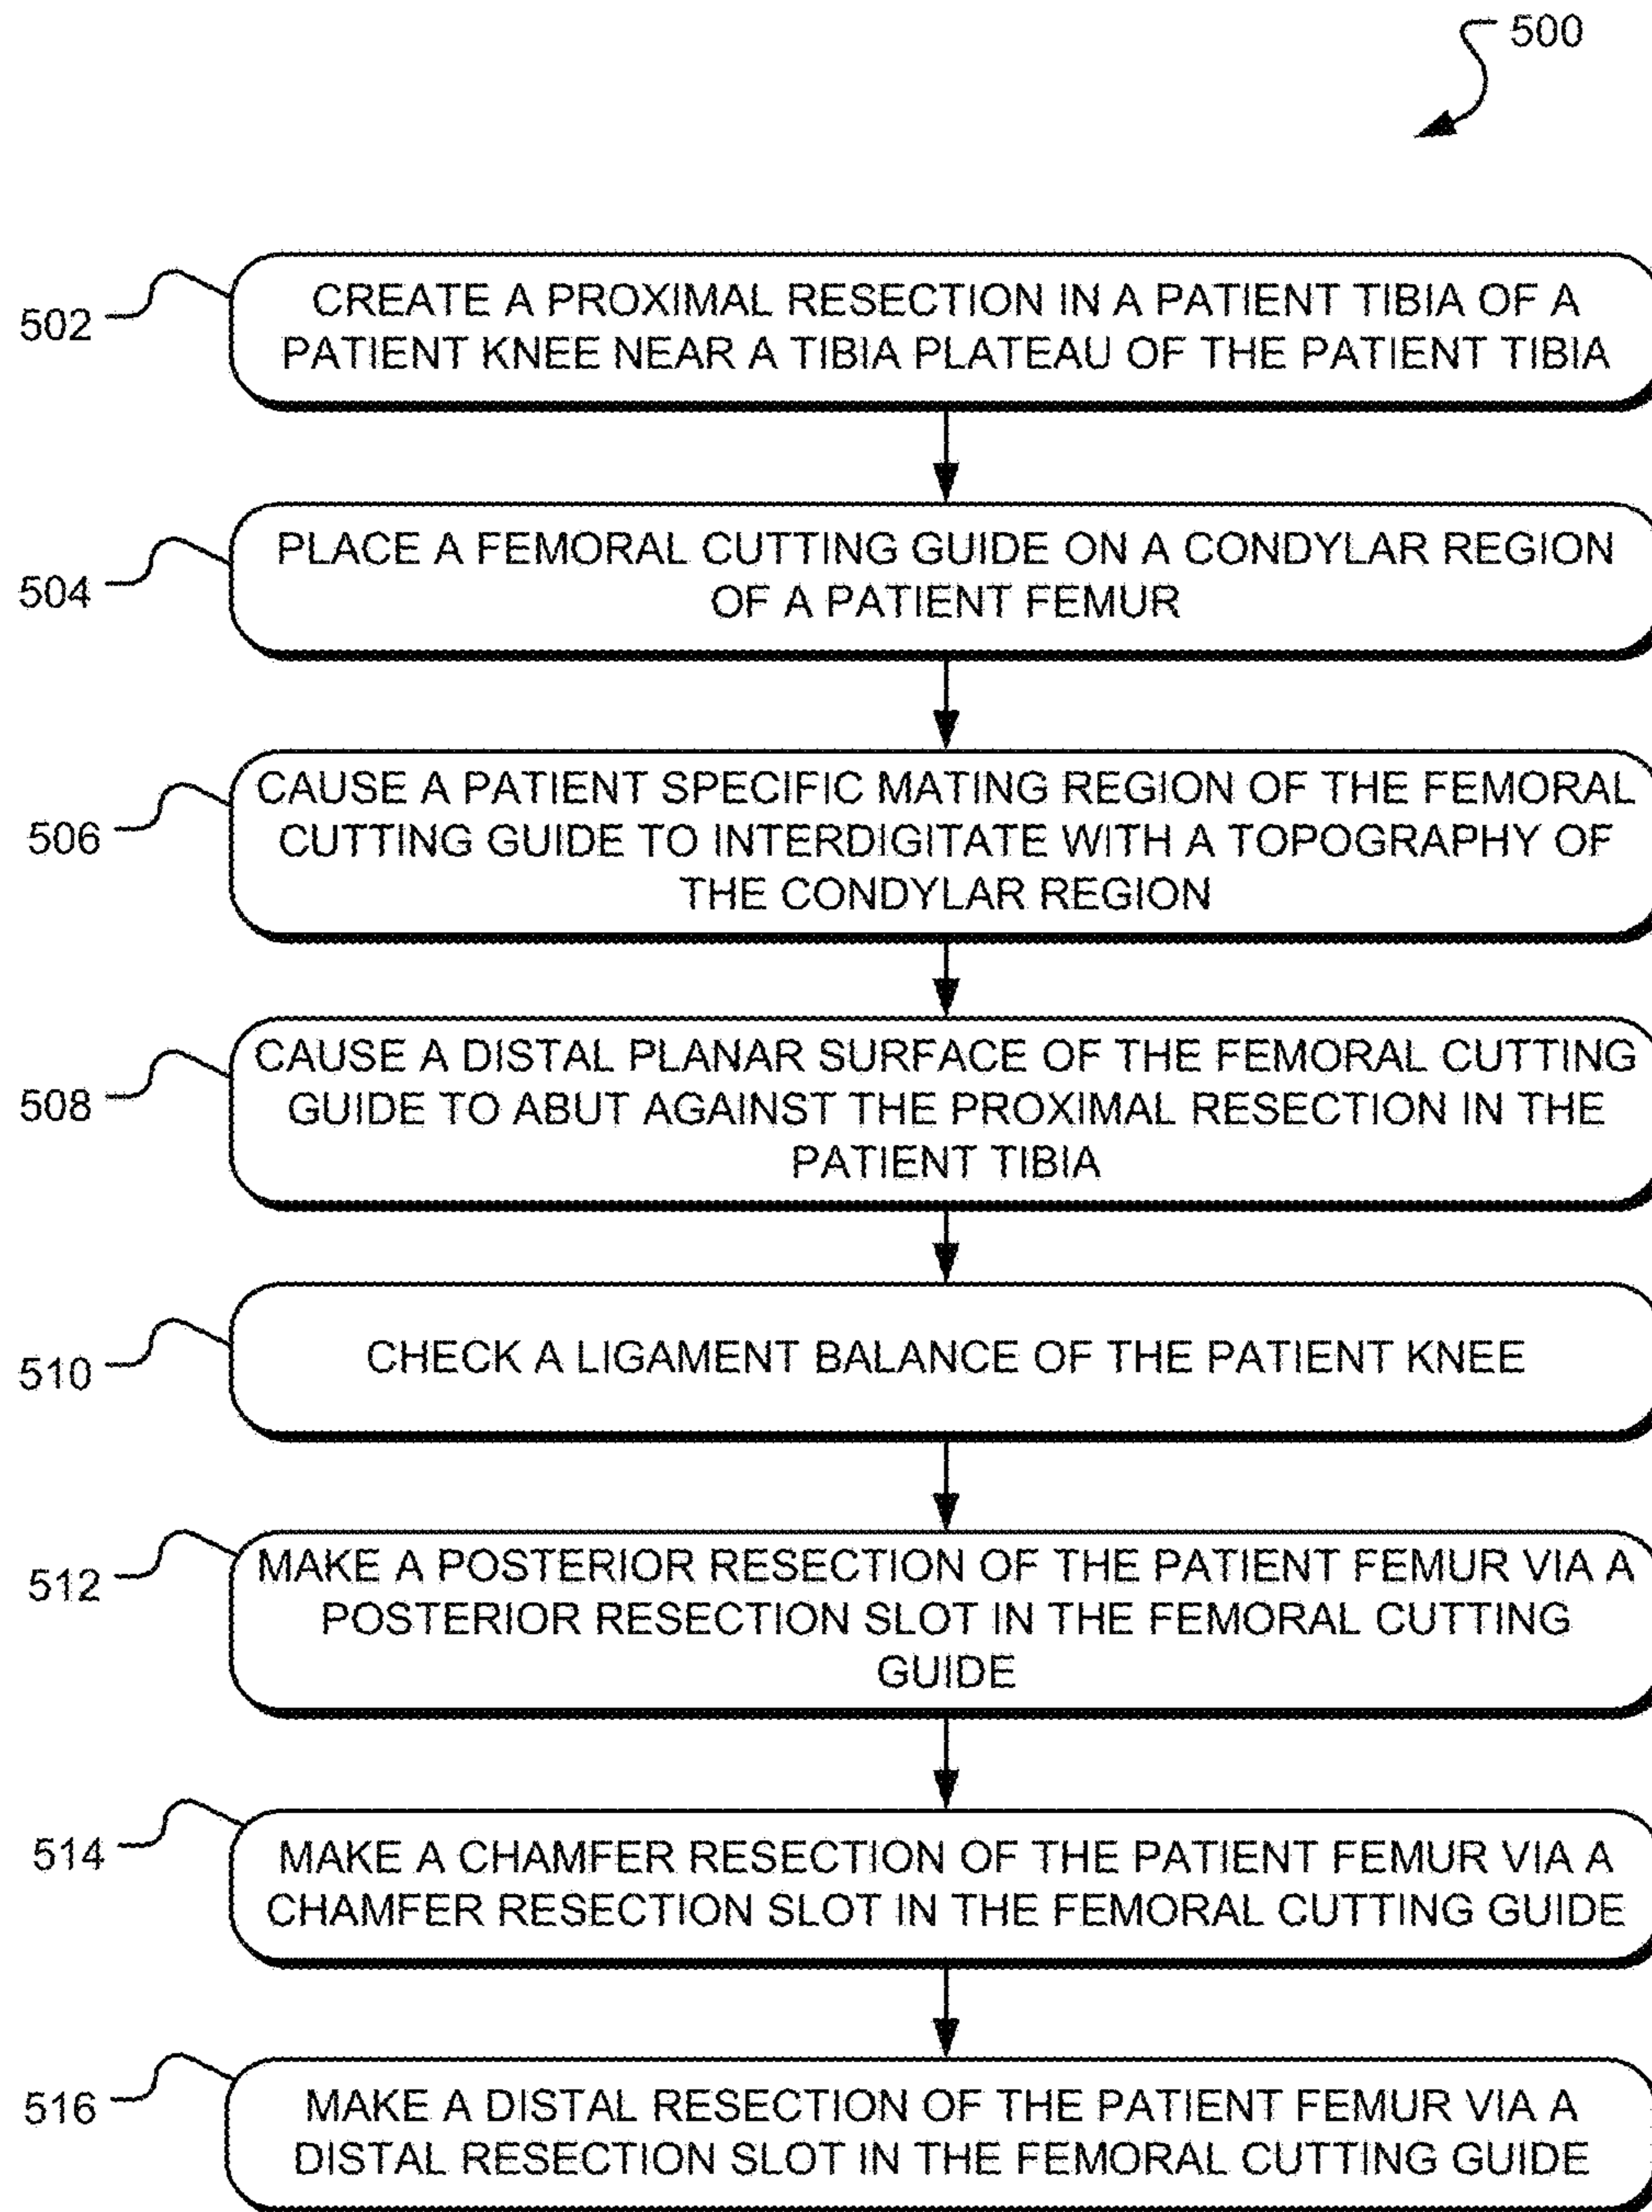 500
502
CREATE A PROXIMAL RESECTION IN A PATIENT TIBIA OF A
PATIENT KNEE NEAR A TIBIA PLATEAU OF THE PATIENT TIBIA
504
PLACE A FEMORAL CUTTING GUIDE ON A CONDYLAR REGION
OF A PATIENT FEMUR
506
CAUSE A PATIENT SPECIFIC MATING REGION OF THE FEMORAL
CUTTING GUIDE TO INTERDIGITATE WITH A TOPOGRAPHY OF
THE CONDYLAR REGION
508
CAUSE A DISTAL PLANAR SURFACE OF THE FEMORAL CUTTING
GUIDE TO ABUT AGAINST THE PROXIMAL RESECTION IN THE
PATIENT TIBIA
510
CHECK A LIGAMENT BALANCE OF THE PATIENT KNEE
512
MAKE A POSTERIOR RESECTION OF THE PATIENT FEMUR VIA A
POSTERIOR RESECTION SLOT IN THE FEMORAL CUTTING
GUIDE
514
MAKE A CHAMFER RESECTION OF THE PATIENT FEMUR VIA A
CHAMFER RESECTION SLOT IN THE FEMORAL CUTTING GUIDE
516
MAKE A DISTAL RESECTION OF THE PATIENT FEMUR VIA A
DISTAL RESECTION SLOT IN THE FEMORAL CUTTING GUIDE